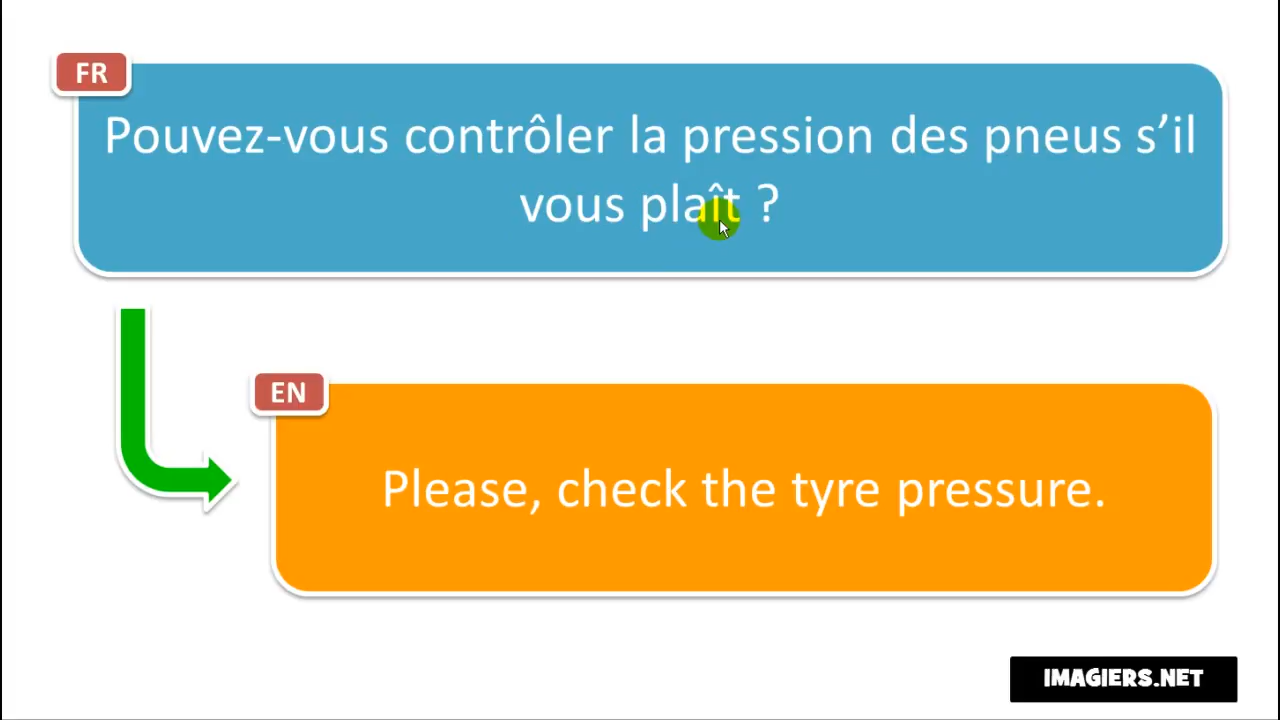 FR
Pouvez-vous contrôler la pression des pneus s’il
vous plaît ?
EN
Please, check the tyre pressure.
IMAGIERS.NET